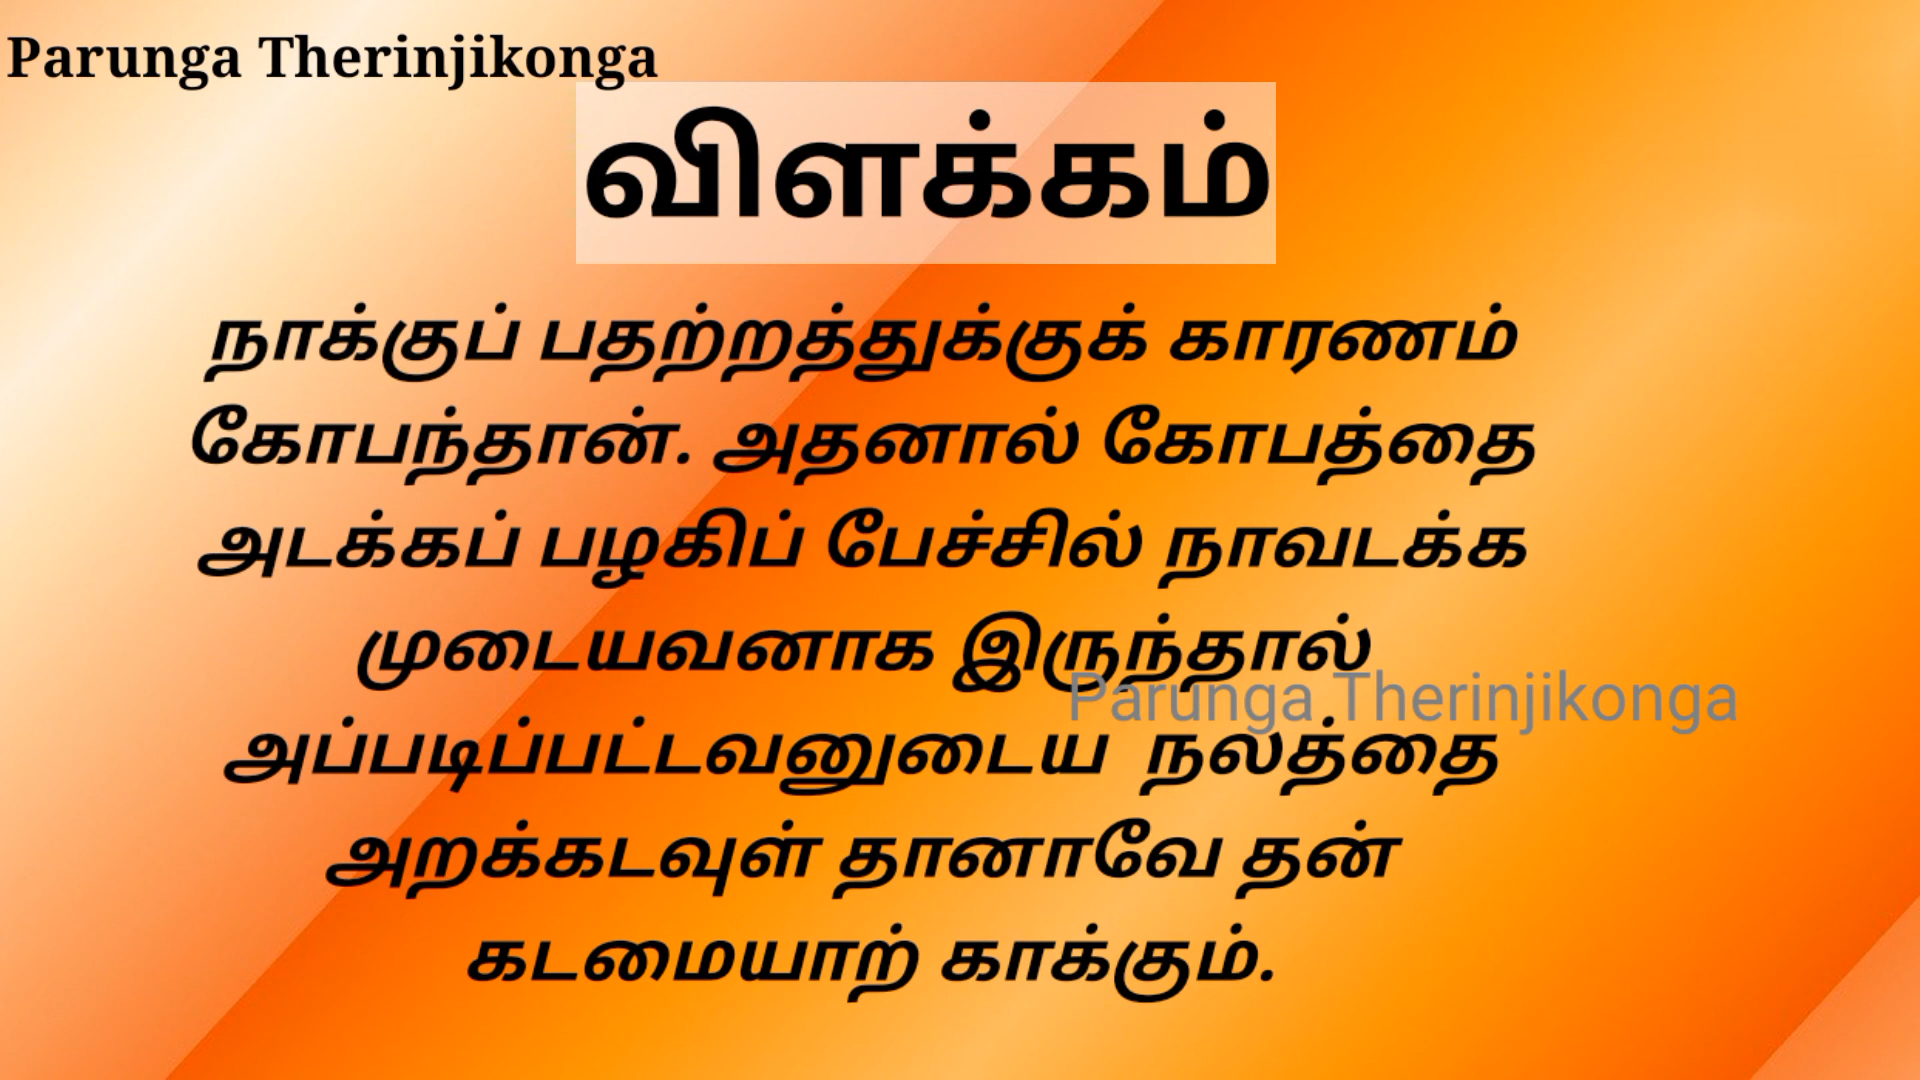 Parunga Therinjikonga
விளக்கம்
நாக்குப் பதற்றத்துக்குக் காரணம்
கோபந்தான். அதனால் கோபத்தை
அடக்கப் பழகிப் பேச்சில் நாவடக்க
முடையவனாக இருந்தால்
Parunga Therinjikonga
அப்படிப்பட்டவனுடைய நலத்தை
அறக்கடவுள் தானாவே தன்
கடமையாற் காக்கும்.